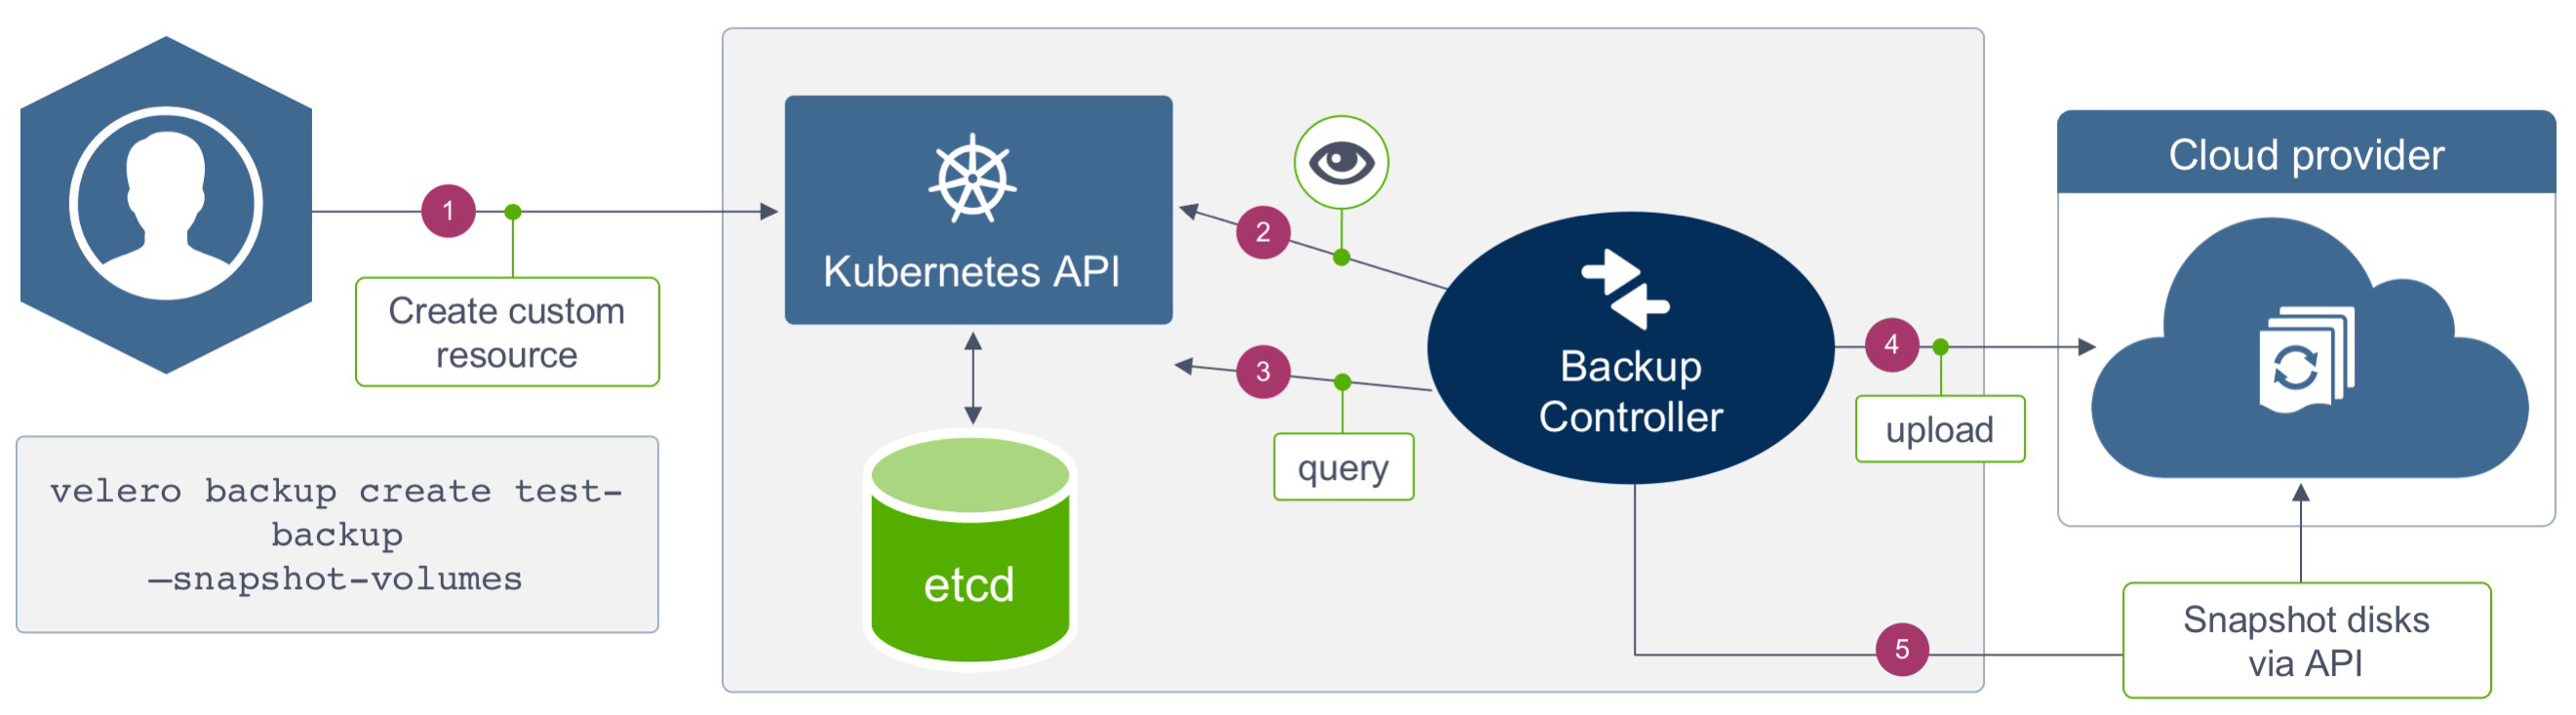 1
Create custom
resource
velero backup create test-
backup
—snapshot-volumes
Kubernetes API
etcd
2
3
query
Backup
Controller
4
upload
Cloud provider
5
Snapshot disks
via API